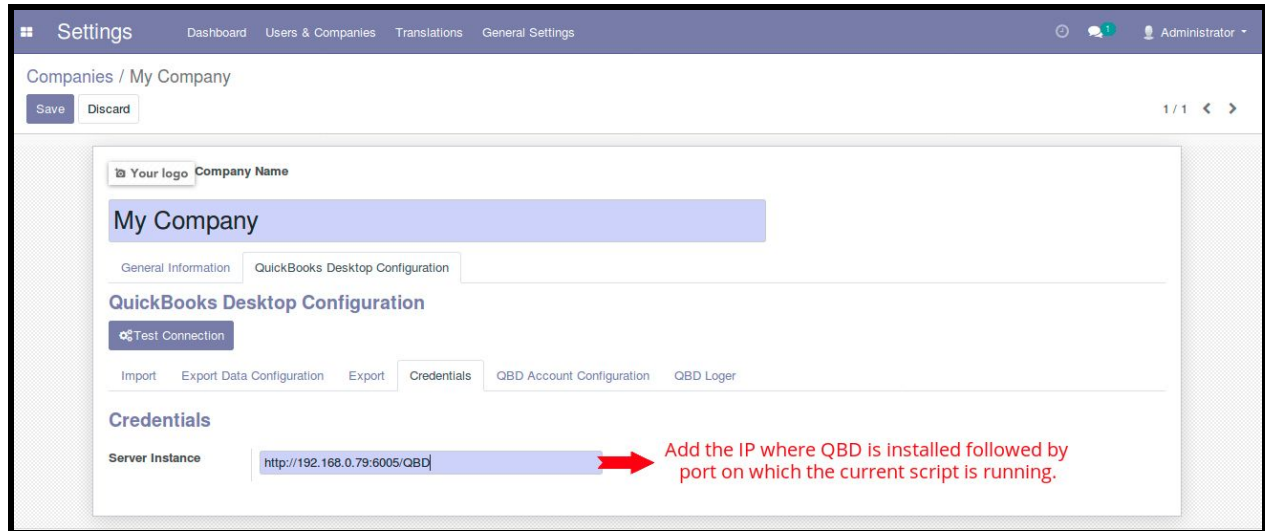 Settings Dashboard Users & Companies Translations General Settings 1 Administrator
Companies / My Company
Save Discard 1 / 1
Your logo Company Name
My Company
General Information QuickBooks Desktop Configuration
QuickBooks Desktop Configuration
Test Connection
Import Export Data Configuration Export Credentials QBD Account Configuration QBD Loger
Credentials
Server Instance http://192.168.0.79:6005/QBD
Add the IP where QBD is installed followed by
port on which the current script is running.